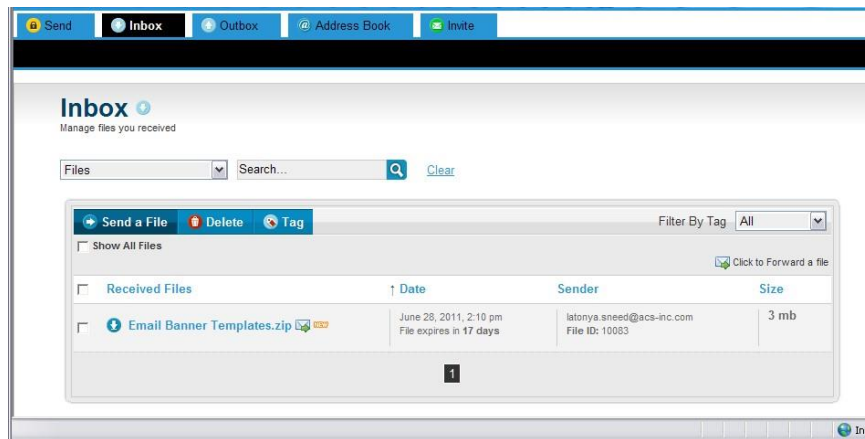 Send Inbox Outbox Address Book Invite
Inbox
Manage files you received
Files Search... Clear
Send a File Delete Tag Filter By Tag All
Show All Files
Click to Forward a file
Received Files ↑ Date Sender Size
Email Banner Templates.zip NEW June 28, 2011, 2:10 pm latonya.sneed@acs-inc.com 3 mb
File expires in 17 days File ID: 10083
1
In